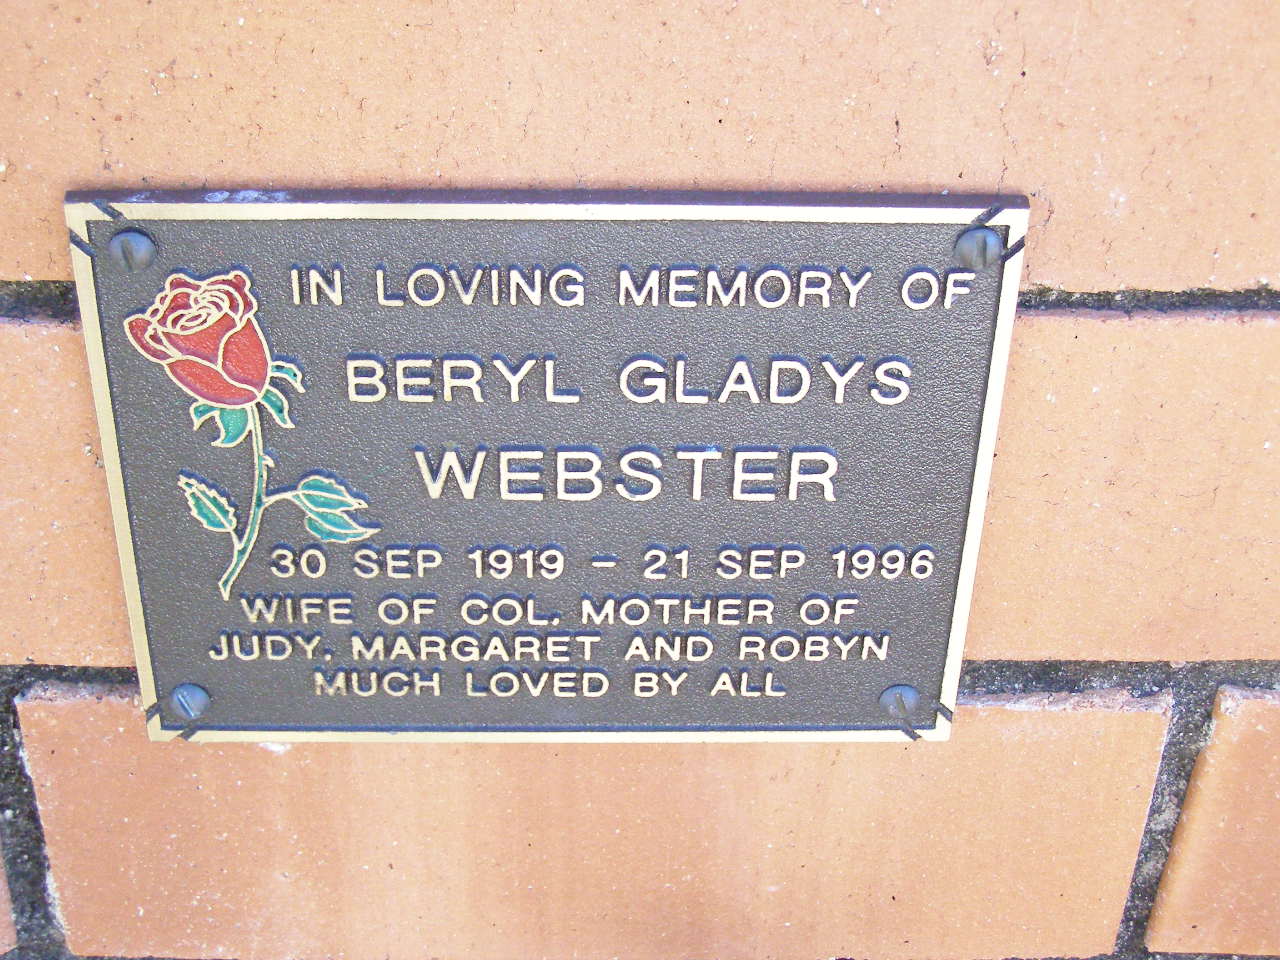 IN LOVING MEMORY OF
BERYL GLADYS
WEBSTER
30 SEP 1919 - 21 SEP 1996
WIFE OF COL, MOTHER OF
JUDY, MARGARET AND ROBYN
MUCH LOVED BY ALL